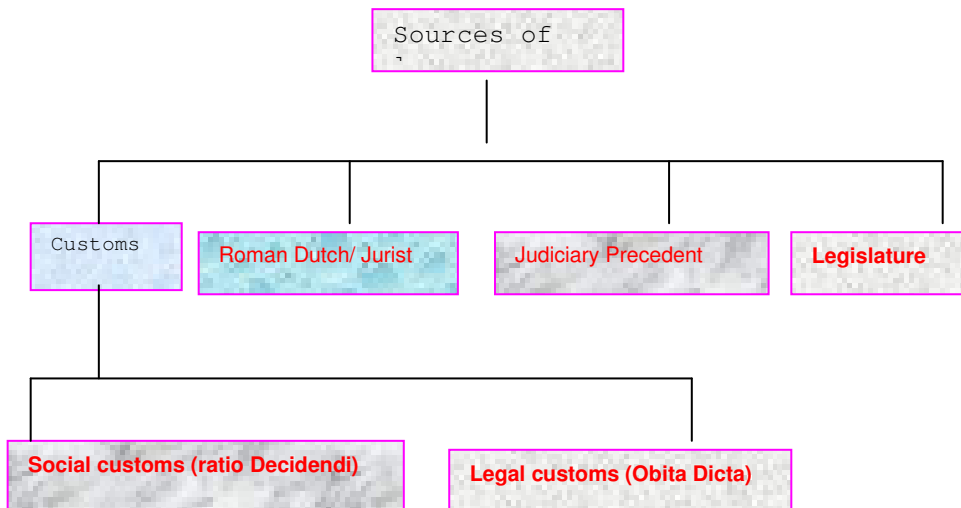 Sources of
Customs
Roman Dutch/ Jurist
Judiciary Precedent
Legislature
Social customs (ratio Decidendi)
Legal customs (Obita Dicta)